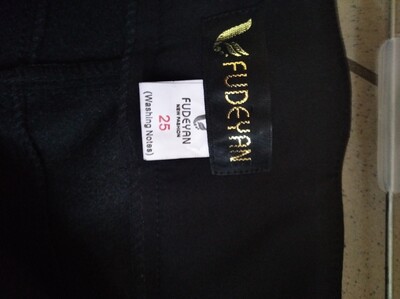 FUDEYAN
FUDEYAN
NEW FASHION
25
(Washing Notes)